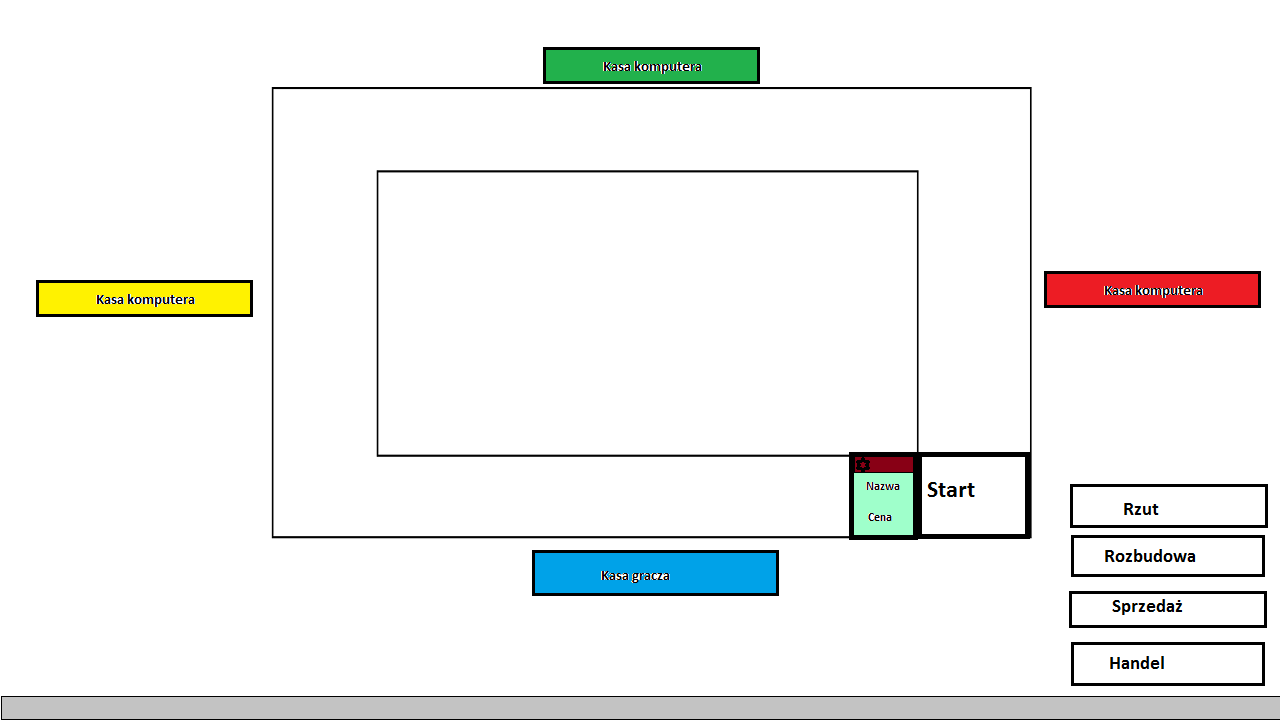 Kasa komputera
Kasa komputera
Kasa komputera
Nazwa
Cena
Start
Kasa gracza
Rzut
Rozbudowa
Sprzedaż
Handel